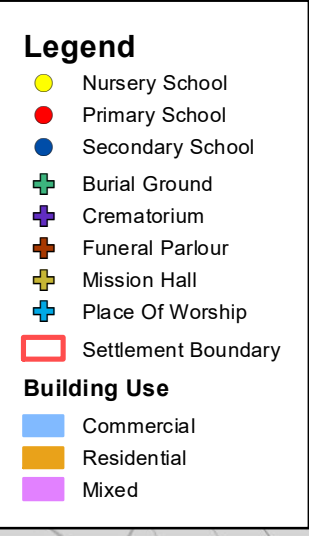 Legend
Nursery School
Primary School
Secondary School
Burial Ground
Crematorium
Funeral Parlour
Mission Hall
Place Of Worship
Settlement Boundary
Building Use
Commercial
Residential
Mixed